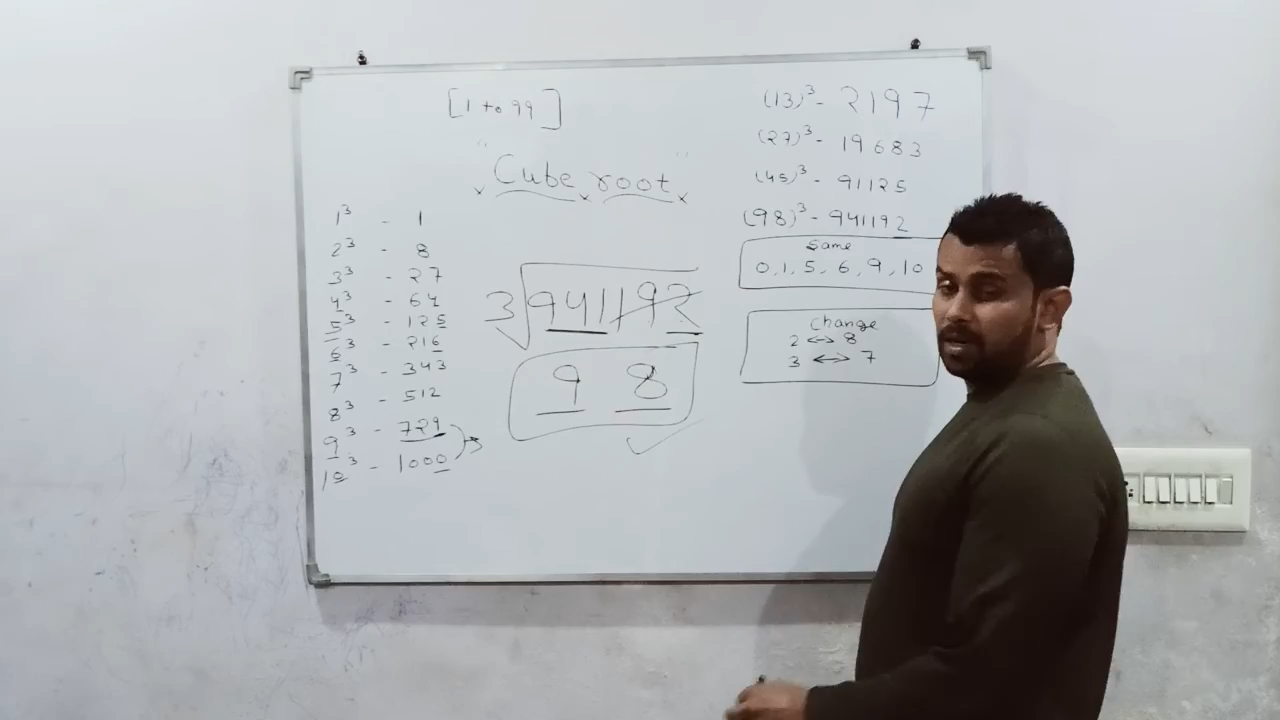 [1 to 99]
"Cube root"
1³ - 1
2³ - 8
3³ - 27
4³ - 64
5³ - 125
6³ - 216
7³ - 343
8³ - 512
9³ - 729
10³ - 1000
3√941192
9 8
(13)³ - 2197
(27)³ - 19683
(45)³ - 91125
(98)³ - 941192
Same
0, 1, 5, 6, 9, 10
Change
2 ↔ 8
3 ↔ 7